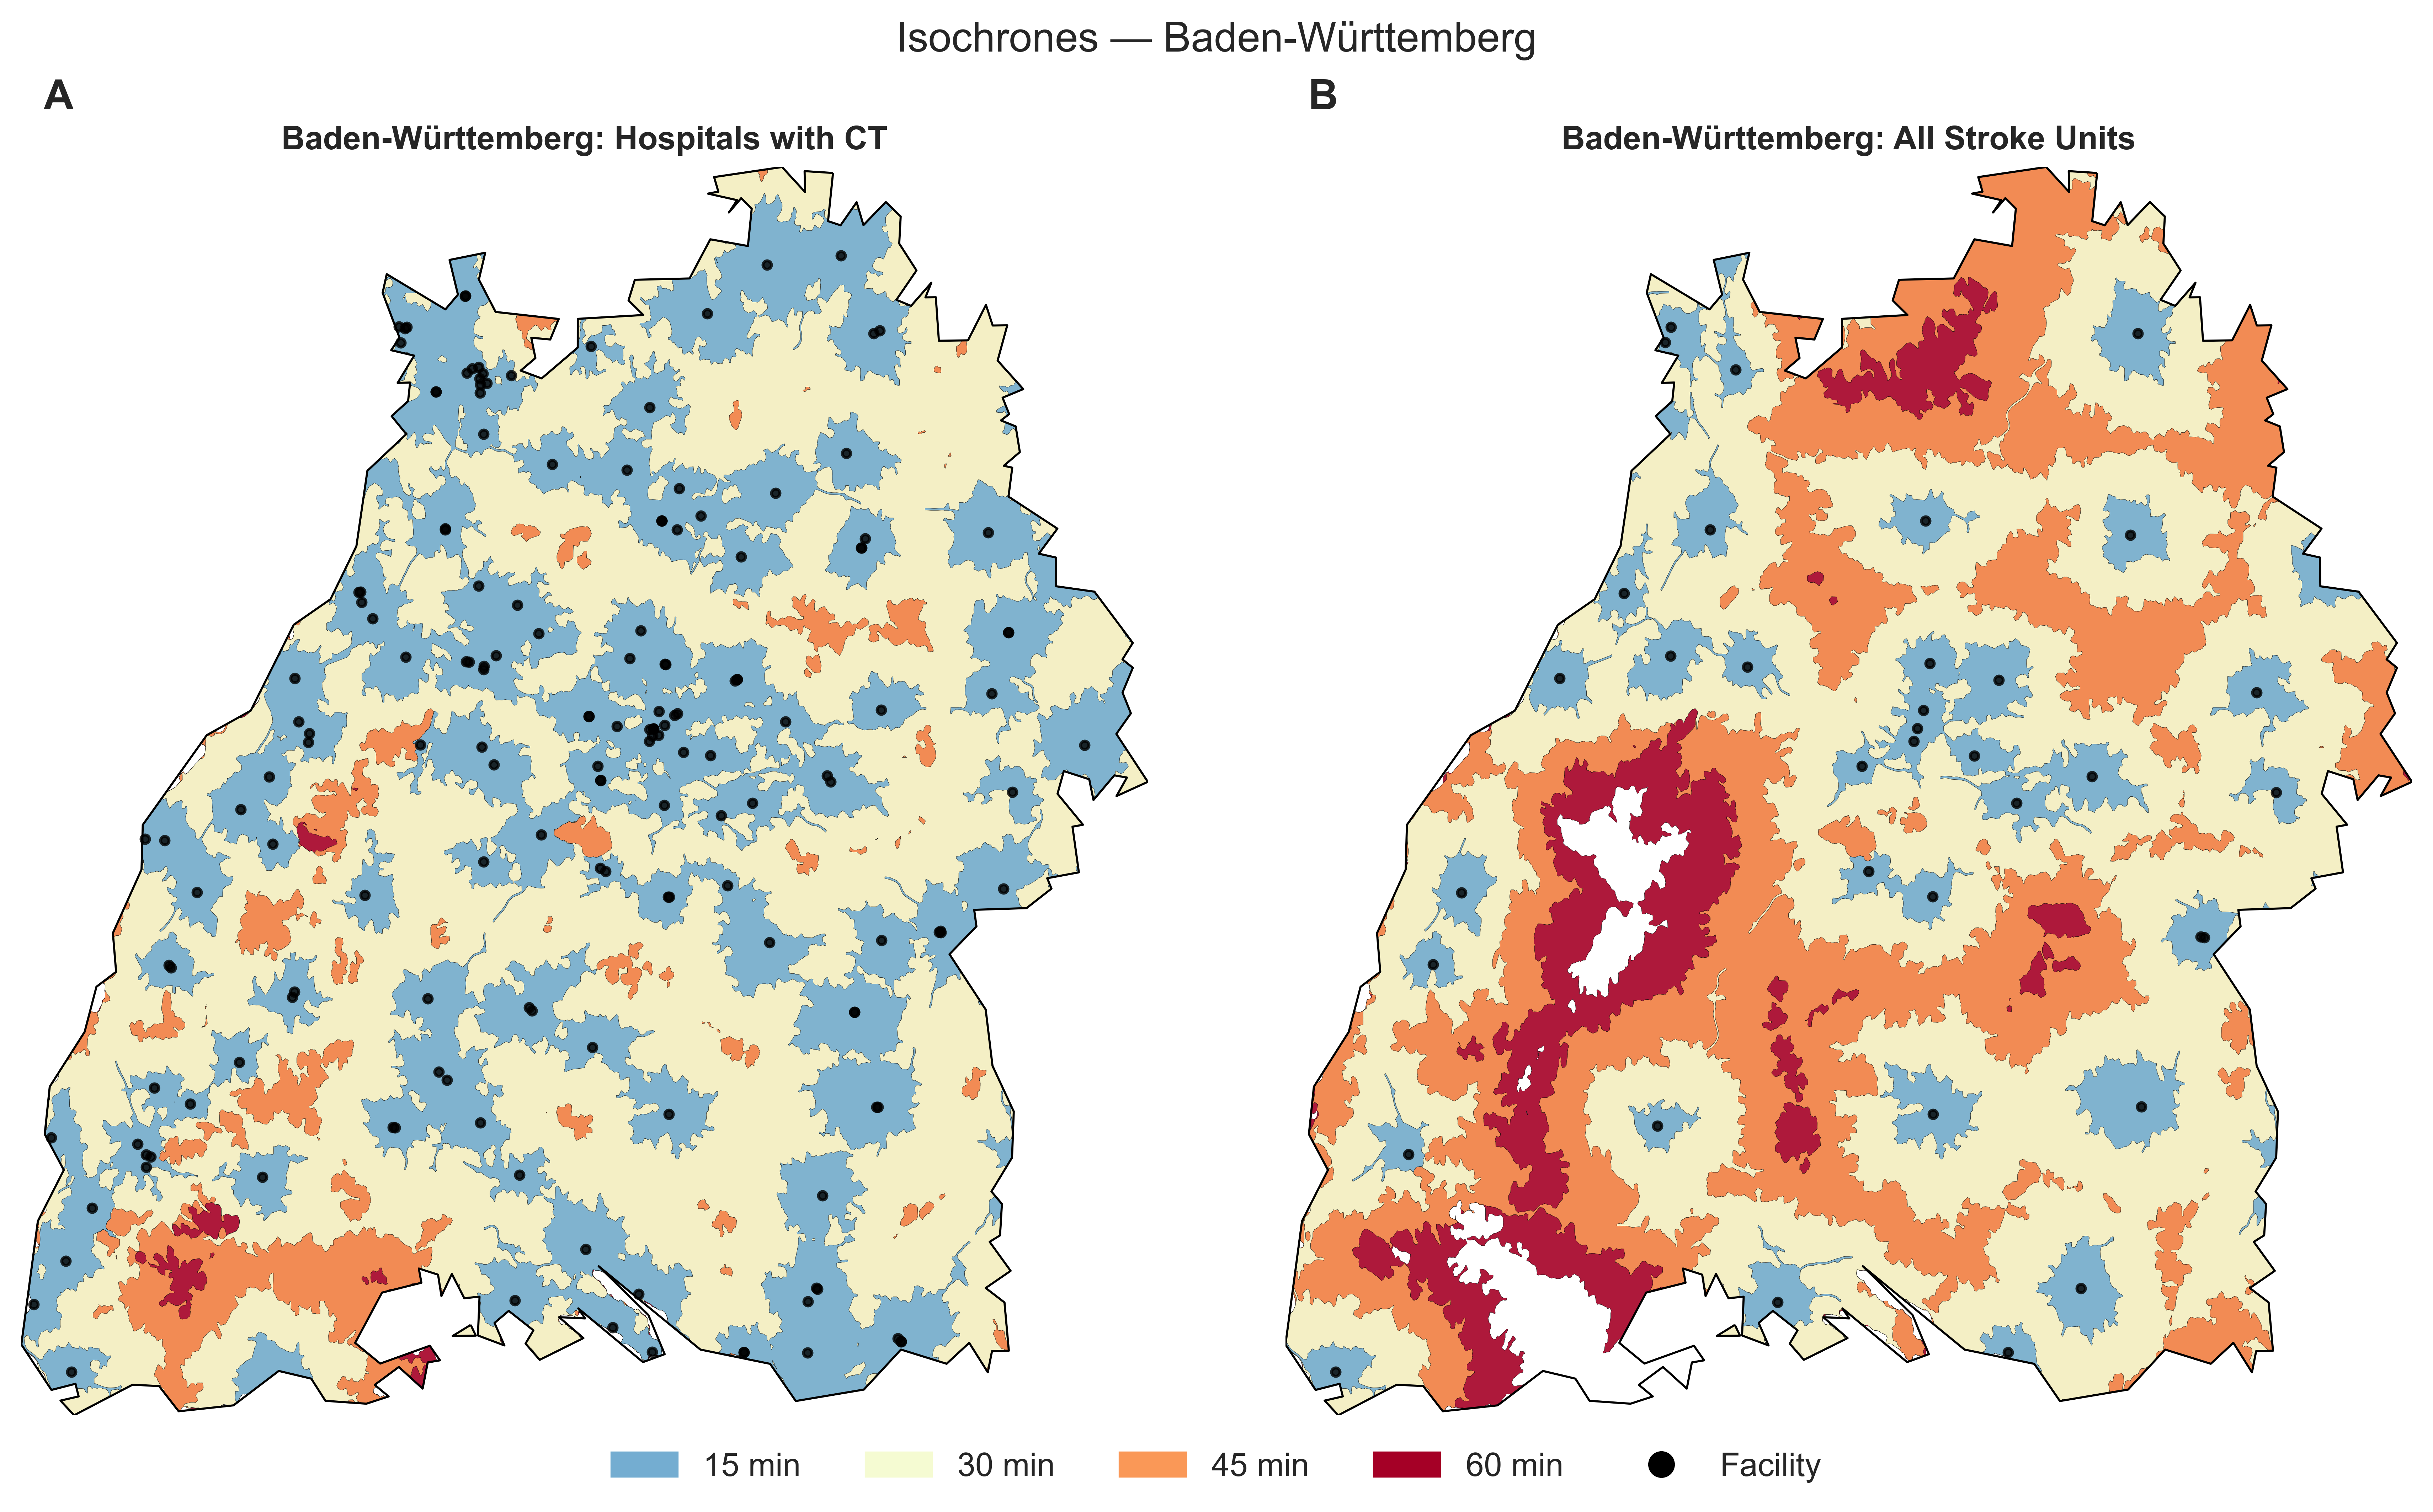 Isochrones — Baden-Württemberg
A
B
Baden-Württemberg: Hospitals with CT
Baden-Württemberg: All Stroke Units
15 min
30 min
45 min
60 min
Facility